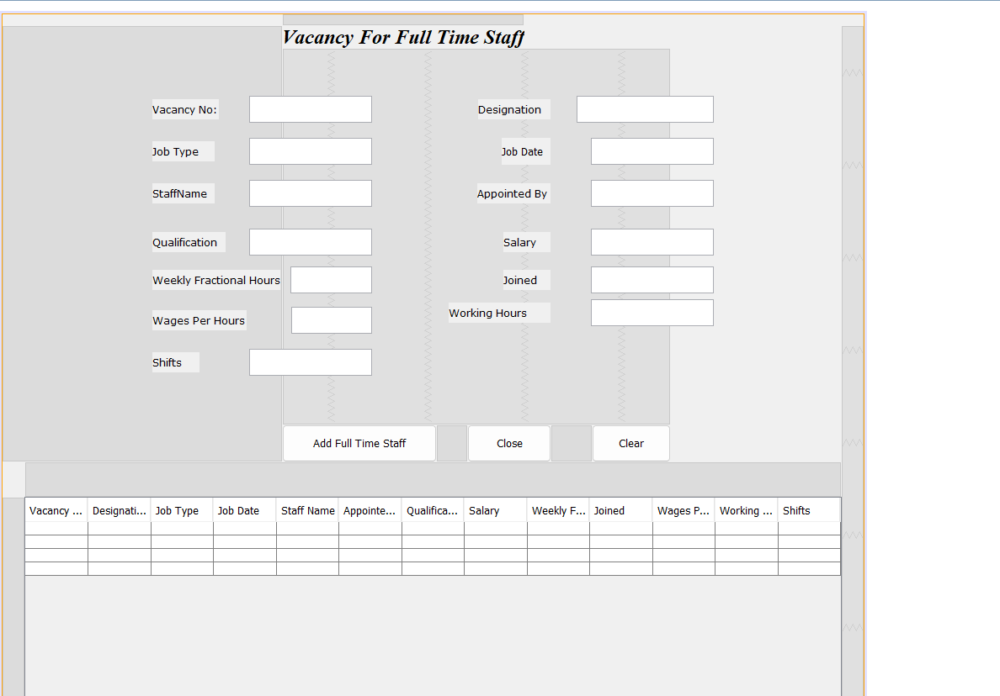 Vacancy For Full Time Staff
Vacancy No:
Designation
Job Type
Job Date
StaffName
Appointed By
Qualification
Salary
Weekly Fractional Hours
Joined
Working Hours
Wages Per Hours
Shifts
Add Full Time Staff Close Clear
Vacancy ... Designati... Job Type Job Date Staff Name Appointe... Qualifica... Salary Weekly F... Joined Wages P... Working ... Shifts